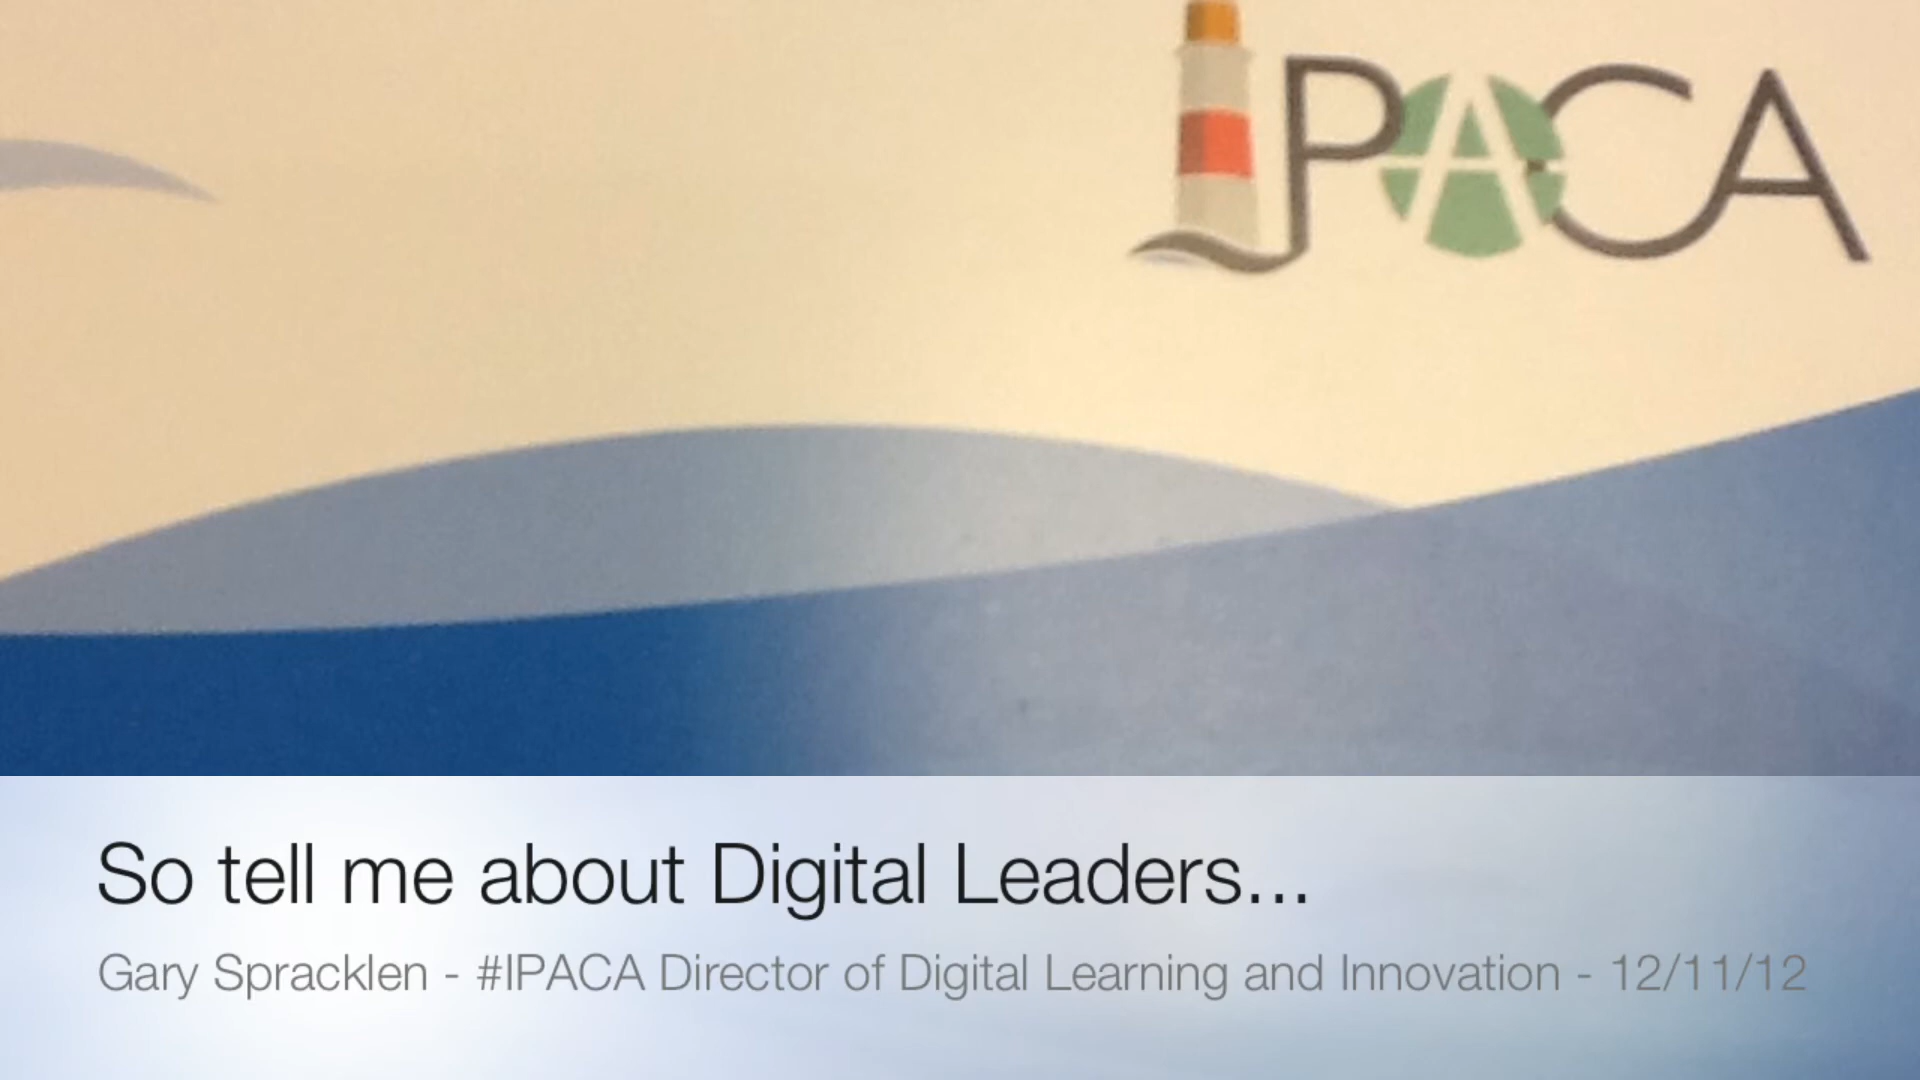 IPACA
So tell me about Digital Leaders...
Gary Spracklen - #IPACA Director of Digital Learning and Innovation - 12/11/12